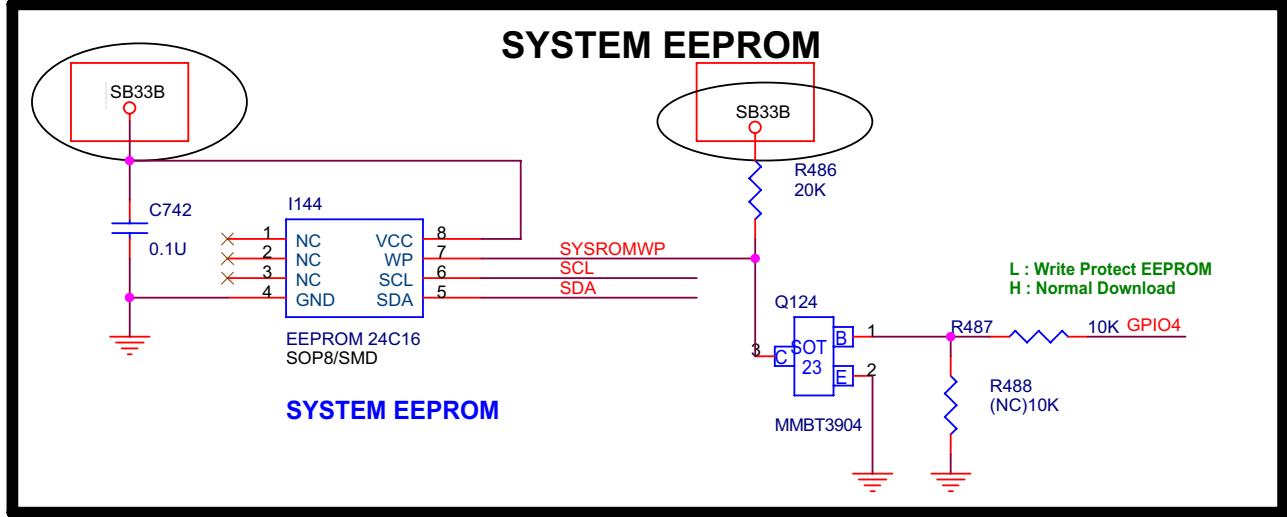 SYSTEM EEPROM
SB33B
SB33B
R486
20K
C742
0.1U
I144
1 NC VCC 8
2 NC WP 7
3 NC SCL 6
4 GND SDA 5
SYSROMWP
SCL
SDA
EEPROM 24C16
SOP8/SMD
SYSTEM EEPROM
L : Write Protect EEPROM
H : Normal Download
Q124
3 C SOT 23 B 1 E 2
MMBT3904
R487 10K GPIO4
R488
(NC)10K